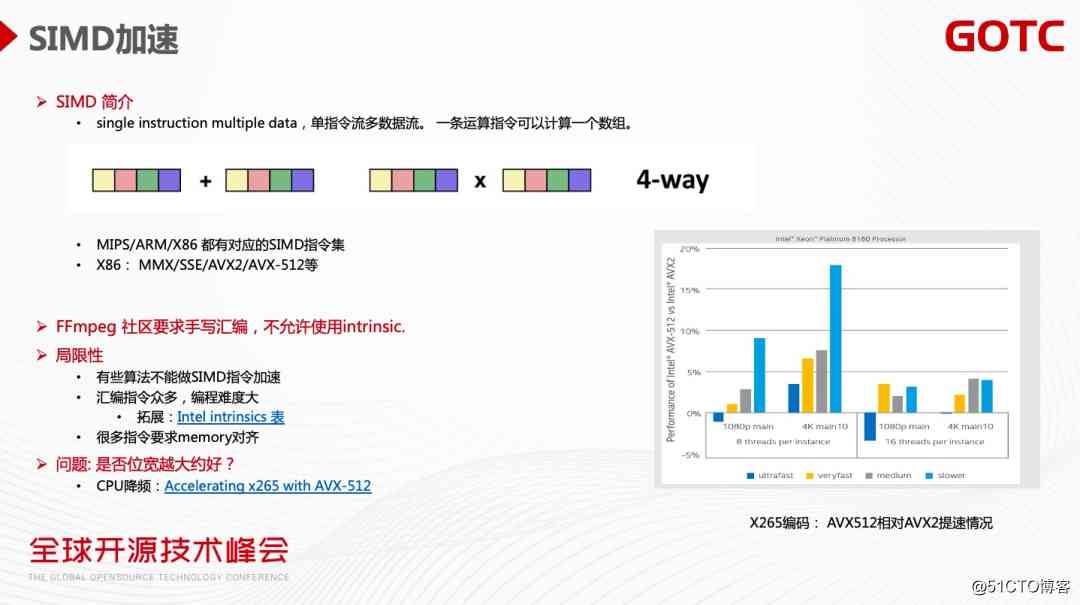 SIMD加速
GOTC
SIMD 简介
single instruction multiple data，单指令流多数据流。 一条运算指令可以计算一个数组。
+
x
4-way
MIPS/ARM/X86 都有对应的SIMD指令集
X86： MMX/SSE/AVX2/AVX-512等
FFmpeg 社区要求手写汇编，不允许使用intrinsic.
局限性
有些算法不能做SIMD指令加速
汇编指令众多，编程难度大
拓展：Intel intrinsics 表
很多指令要求memory对齐
问题: 是否位宽越大约好？
CPU降频：Accelerating x265 with AVX-512
Intel® Xeon® Platinum 8180 Processor
Performance of Intel® AVX-512 vs Intel® AVX2
20%
15%
10%
5%
0%
-5%
1080p main
4K main10
1080p main
4K main10
8 threads per instance
16 threads per instance
ultrafast
veryfast
medium
slower
X265编码： AVX512相对AVX2提速情况
全球开源技术峰会
THE GLOBAL OPENSOURCE TECHNOLOGY CONFERENCE
@51CTO博客